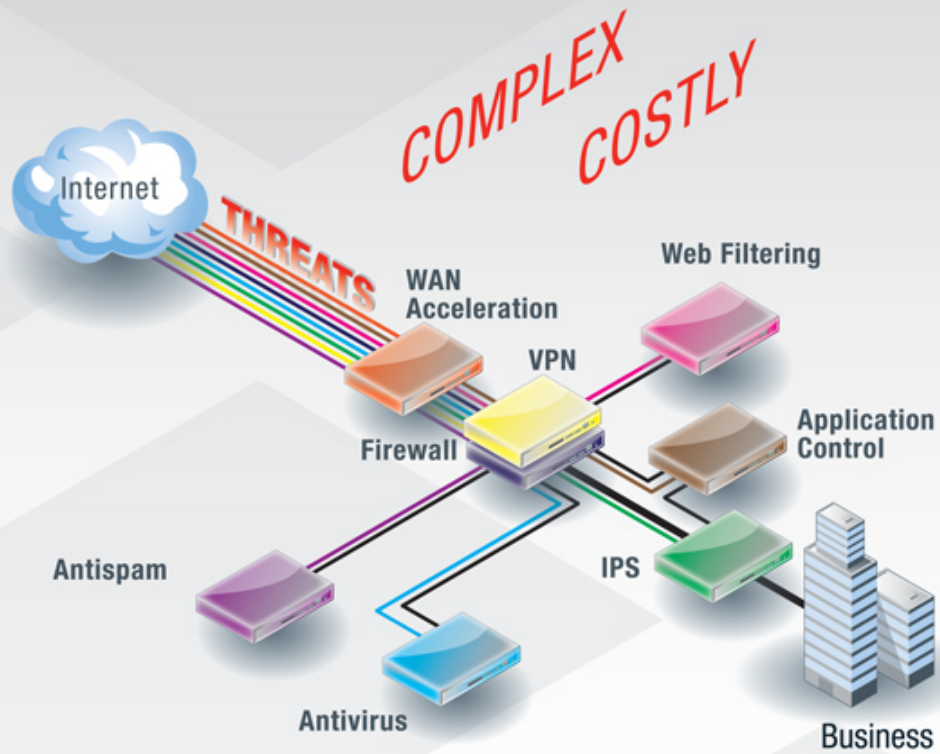 COMPLEX
COSTLY
Internet
THREATS
WAN
Acceleration
Web Filtering
VPN
Firewall
Application
Control
Antispam
IPS
Antivirus
Business